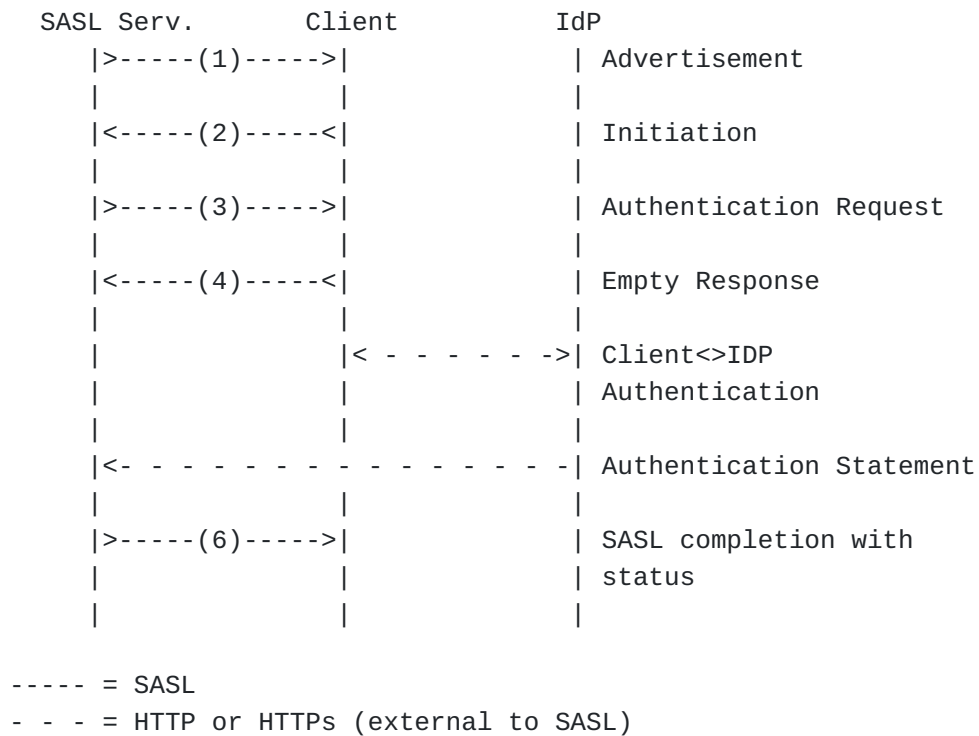 SASL Serv.       Client          IdP
    |>-----(1)----->|              | Advertisement
    |               |              |
    |<-----(2)-----<|              | Initiation
    |               |              |
    |>-----(3)----->|              | Authentication Request
    |               |              |
    |<-----(4)-----<|              | Empty Response
    |               |              |
    |               |< - - - - - ->| Client<>IDP
    |               |              | Authentication
    |               |              |
    |<- - - - - - - - - - - - - - -| Authentication Statement
    |               |              |
    |>-----(6)----->|              | SASL completion with
    |               |              | status
    |               |              |
----- = SASL
- - - = HTTP or HTTPs (external to SASL)